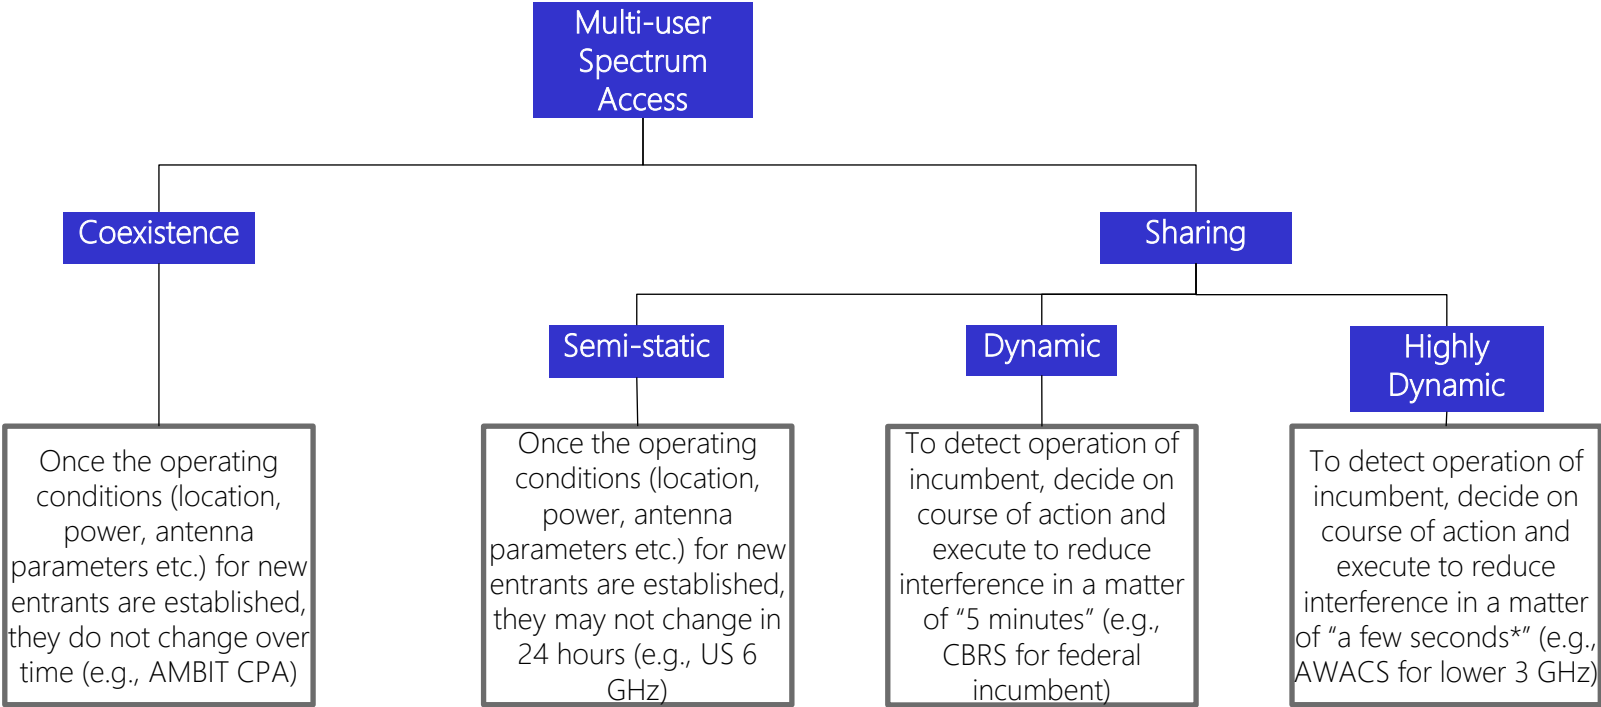 Multi-user
Spectrum
Access
Coexistence
Sharing
Semi-static
Dynamic
Highly
Dynamic
Once the operating
conditions (location,
power, antenna
parameters etc.) for new
entrants are established,
they do not change over
time (e.g., AMBIT CPA)
Once the operating
conditions (location,
power, antenna
parameters etc.) for new
entrants are established,
they may not change in
24 hours (e.g., US 6
GHz)
To detect operation of
incumbent, decide on
course of action and
execute to reduce
interference in a matter
of “5 minutes” (e.g.,
CBRS for federal
incumbent)
To detect operation of
incumbent, decide on
course of action and
execute to reduce
interference in a matter
of “a few seconds*” (e.g.,
AWACS for lower 3 GHz)